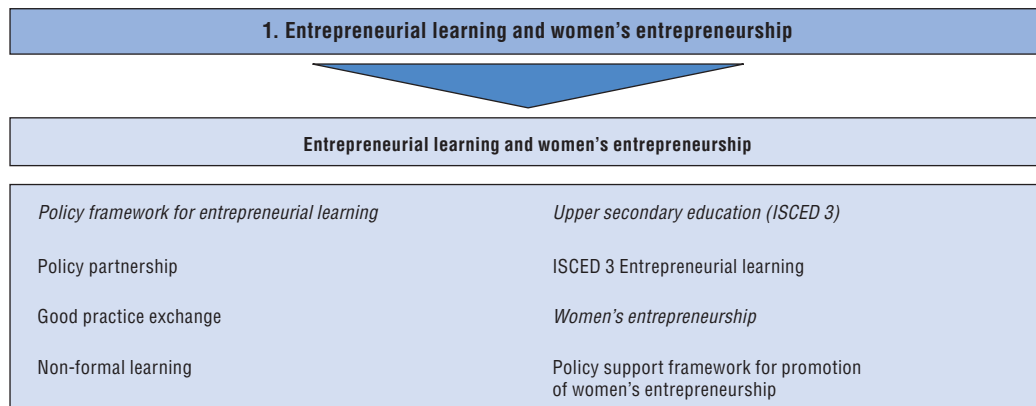 1. Entrepreneurial learning and women’s entrepreneurship
Entrepreneurial learning and women’s entrepreneurship
Policy framework for entrepreneurial learning
Policy partnership
Good practice exchange
Non-formal learning
Upper secondary education (ISCED 3)
ISCED 3 Entrepreneurial learning
Women’s entrepreneurship
Policy support framework for promotion
of women’s entrepreneurship